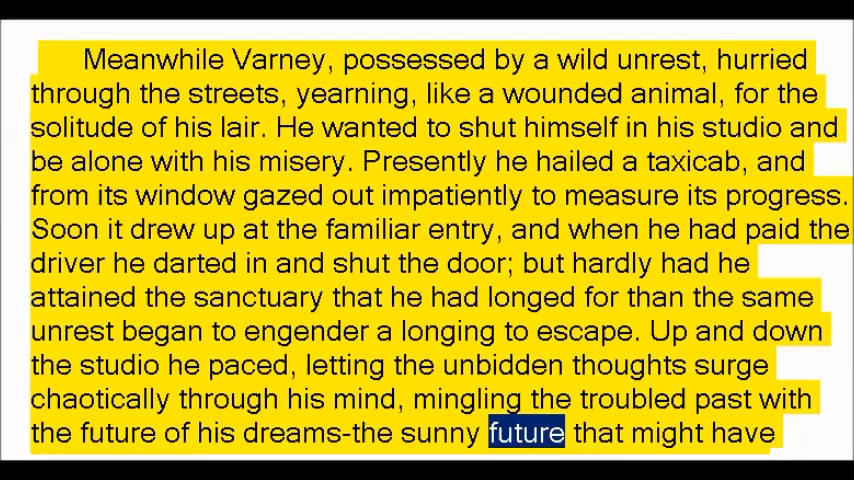 Meanwhile Varney, possessed by a wild unrest, hurried
through the streets, yearning, like a wounded animal, for the
solitude of his lair. He wanted to shut himself in his studio and
be alone with his misery. Presently he hailed a taxicab, and
from its window gazed out impatiently to measure its progress.
Soon it drew up at the familiar entry, and when he had paid the
driver he darted in and shut the door; but hardly had he
attained the sanctuary that he had longed for than the same
unrest began to engender a longing to escape. Up and down
the studio he paced, letting the unbidden thoughts surge
chaotically through his mind, mingling the troubled past with
the future of his dreams-the sunny future that might have